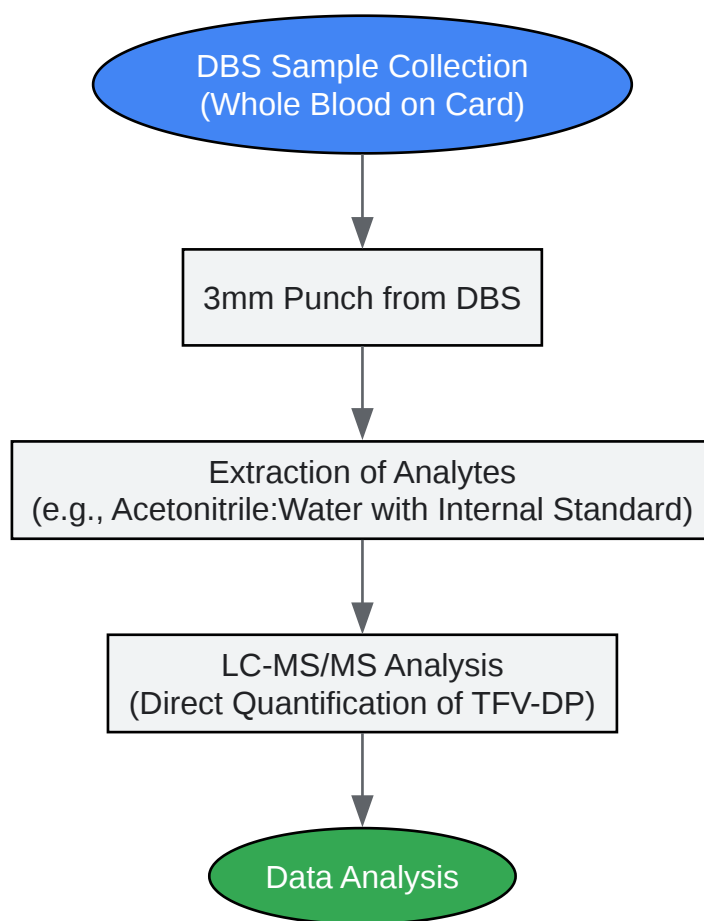 DBS Sample Collection
(Whole Blood on Card)
3mm Punch from DBS
Extraction of Analytes
(e.g., Acetonitrile:Water with Internal Standard)
LC-MS/MS Analysis
(Direct Quantification of TFV-DP)
Data Analysis